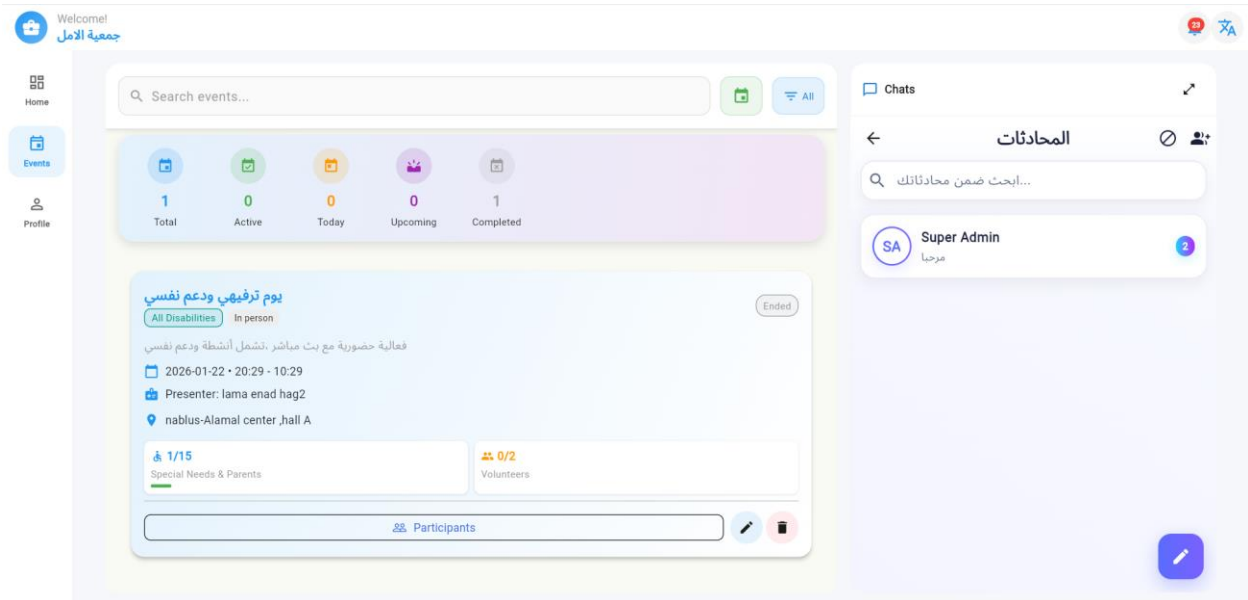 Welcome!
جمعية الامل
23
Home
Events
Profile
Search events...
All
1
Total
0
Active
0
Today
0
Upcoming
1
Completed
يوم ترفيهي ودعم نفسي
All Disabilities
In person
Ended
فعالية حضورية مع بث مباشر ،تشمل أنشطة ودعم نفسي
2026-01-22 • 20:29 - 10:29
Presenter: lama enad hag2
nablus-Alamal center ,hall A
1/15
Special Needs & Parents
0/2
Volunteers
Participants
Chats
المحادثات
ابحث ضمن محادثاتك...
SA
Super Admin
مرحبا
2